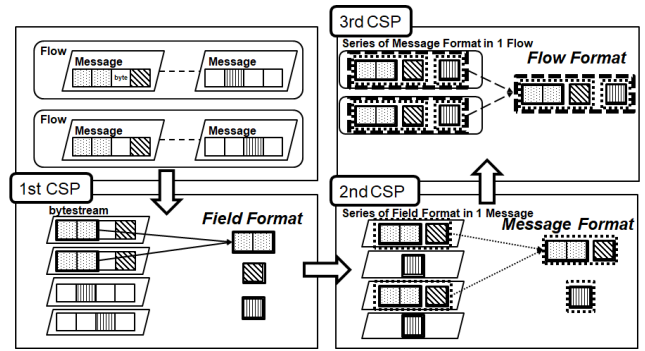 Flow
Message
Message
byte
Flow
Message
Message
1st CSP
bytestream
Field Format
2nd CSP
Series of Field Format in 1 Message
Message Format
3rd CSP
Series of Message Format in 1 Flow
Flow Format